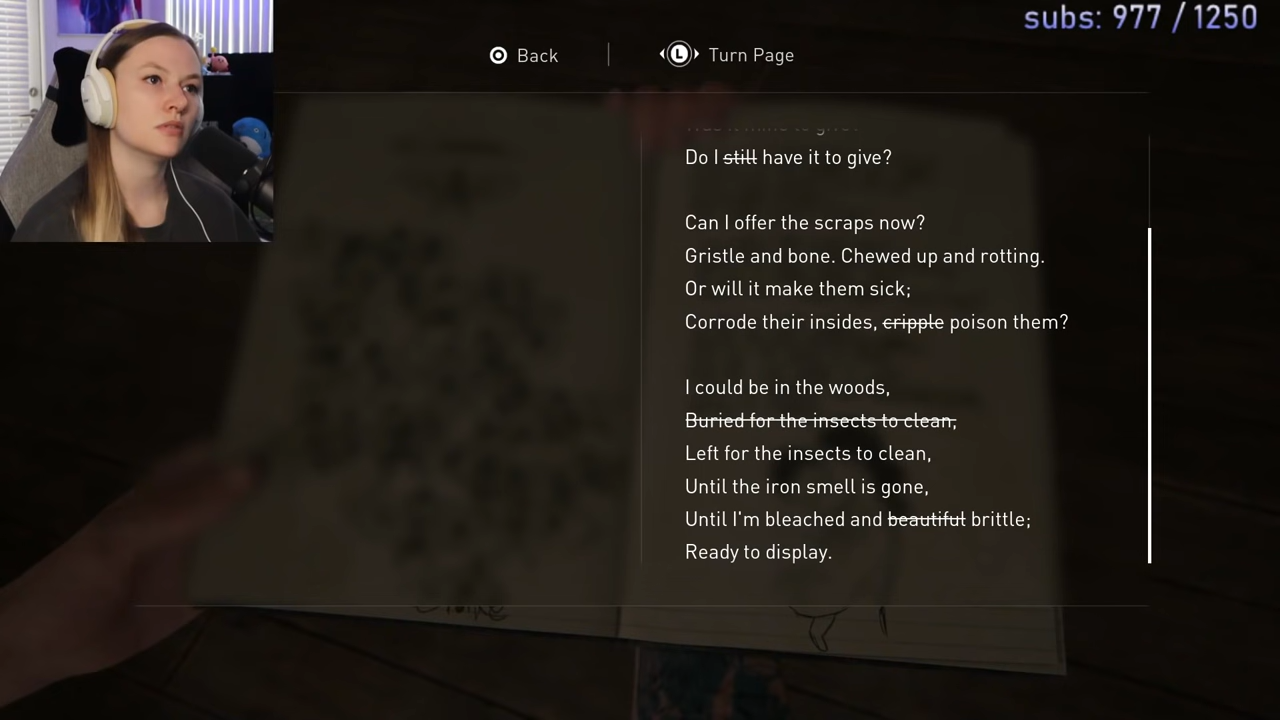 subs: 977 / 1250
Back
L Turn Page
Do I still have it to give?
Can I offer the scraps now?
Gristle and bone. Chewed up and rotting.
Or will it make them sick;
Corrode their insides, cripple poison them?
I could be in the woods,
Buried for the insects to clean,
Left for the insects to clean,
Until the iron smell is gone,
Until I'm bleached and beautiful brittle;
Ready to display.